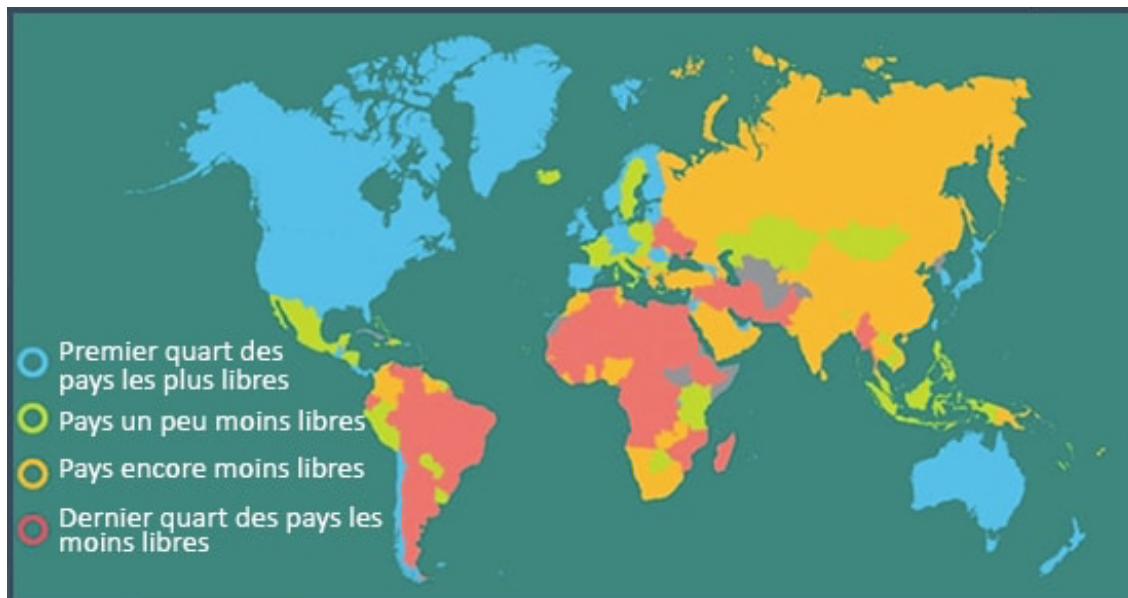 Premier quart des
pays les plus libres
Pays un peu moins libres
Pays encore moins libres
Dernier quart des pays les
moins libres